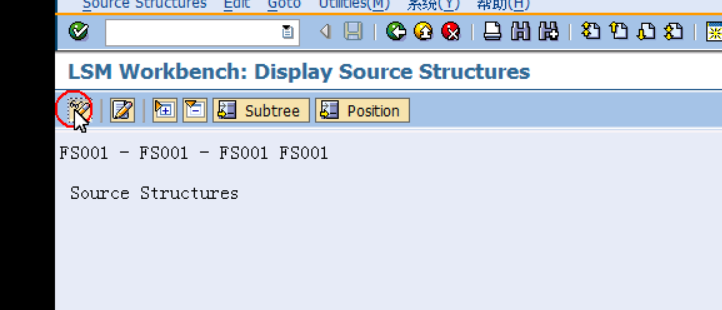 Source Structures Edit Goto Utilities(M) 系统(Y) 帮助(H)
LSM Workbench: Display Source Structures
Subtree Position
FS001 - FS001 - FS001 FS001
Source Structures